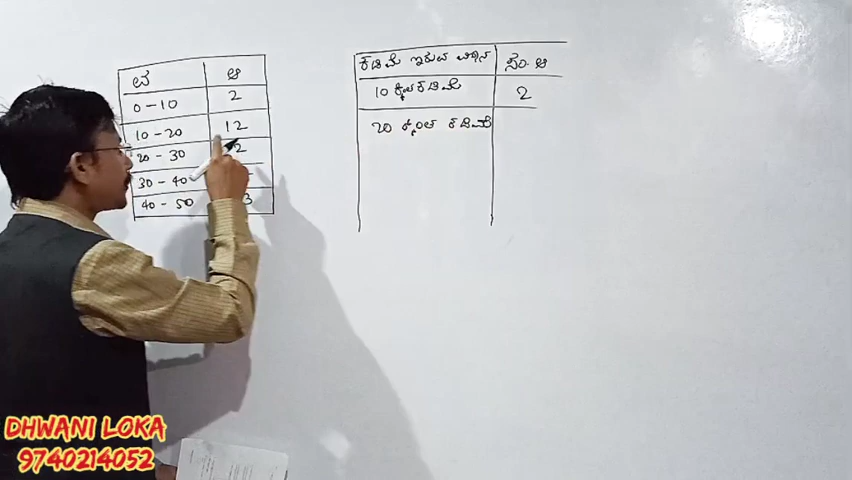 ವ ಆ
0-10 2
10-20 12
20-30 2
30-40
40-50 3
ಕಡಿಮೆ ಇರುವ ಸಂ.ಆ
10 ಕ್ಕಿಂತ ಕಡಿಮೆ 2
20 ಕ್ಕಿಂತ ಕಡಿಮೆ
DHWANI LOKA
9740214052